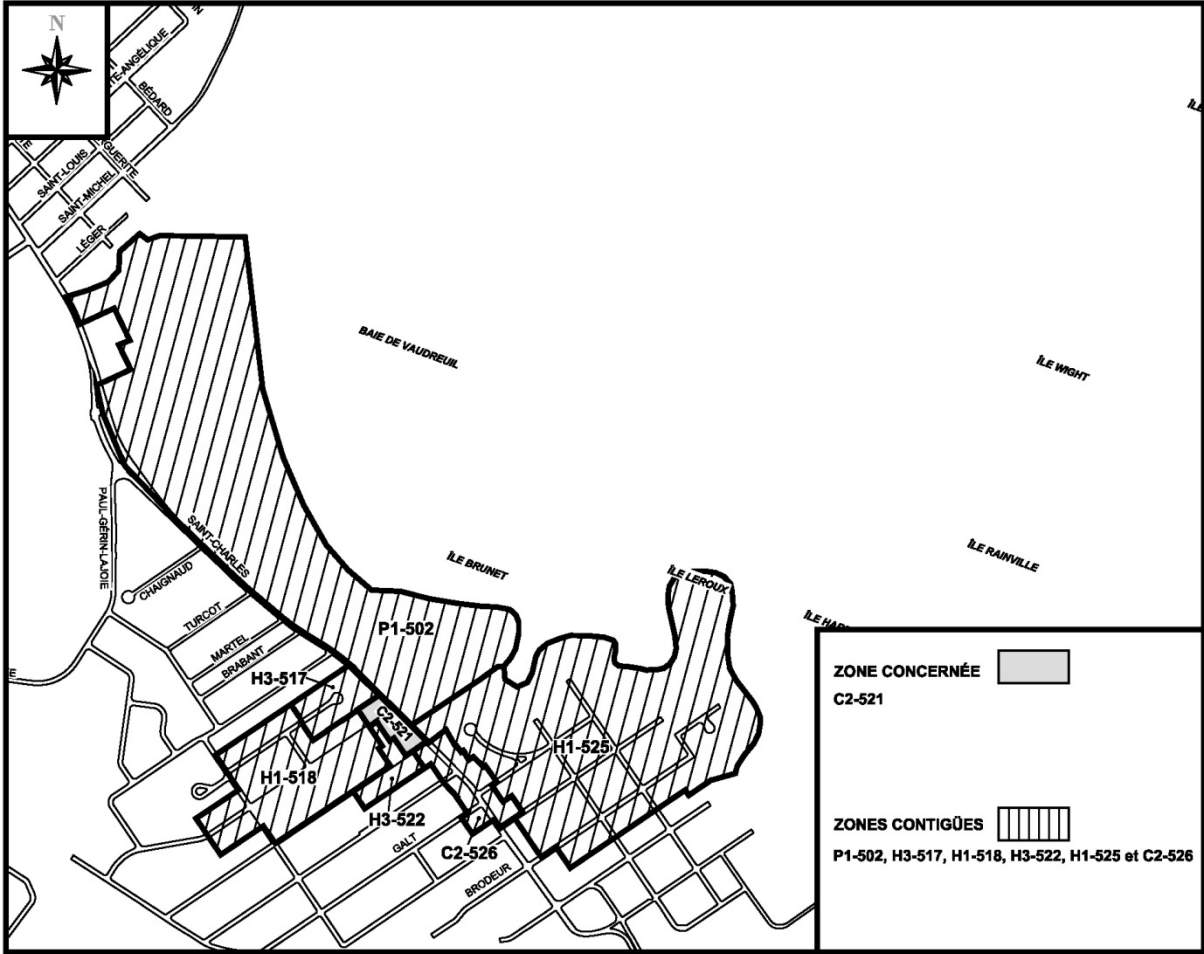 N
TE-ANGÉLIQUE
BÉDARD
GUERITE
SAINT-LOUIS
SAINT-MICHEL
LÉGER
BAIE DE VAUDREUIL
ÎLE WIGHT
PAUL-GÉRIN-LAJOIE
SAINT-CHARLES
CHAIGNAUD
TURCOT
MARTEL
BRABANT
ÎLE BRUNET
ÎLE LEROUX
ÎLE RAINVILLE
P1-502
H3-517
C2-521
H1-525
H1-518
H3-522
C2-526
GALT
BRODEUR
ZONE CONCERNÉE
C2-521
ZONES CONTIGÜES
P1-502, H3-517, H1-518, H3-522, H1-525 et C2-526